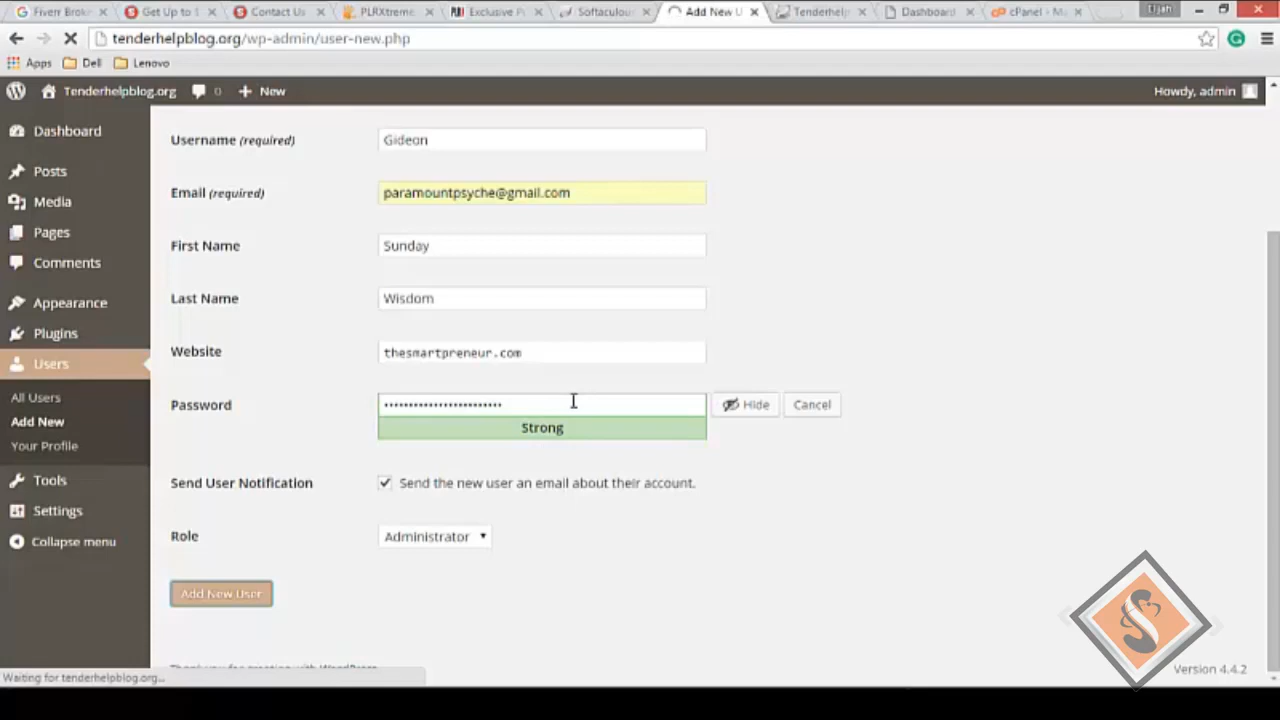 Fiverr Brok
Get Up to 1
Contact Us
PLRXtreme
Exclusive P
Softaculou
Add New U
Tenderhelp
Dashboard
cPanel - M
Elijah
tenderhelpblog.org/wp-admin/user-new.php
Apps Dell Lenovo
Tenderhelpblog.org 0 New Howdy, admin
Dashboard
Posts
Media
Pages
Comments
Appearance
Plugins
Users
All Users
Add New
Your Profile
Tools
Settings
Collapse menu
Username (required) Gideon
Email (required) paramountpsyche@gmail.com
First Name Sunday
Last Name Wisdom
Website thesmartpreneur.com
Password Hide Cancel
Strong
Send User Notification Send the new user an email about their account.
Role Administrator
Add New User
Version 4.4.2
Waiting for tenderhelpblog.org...